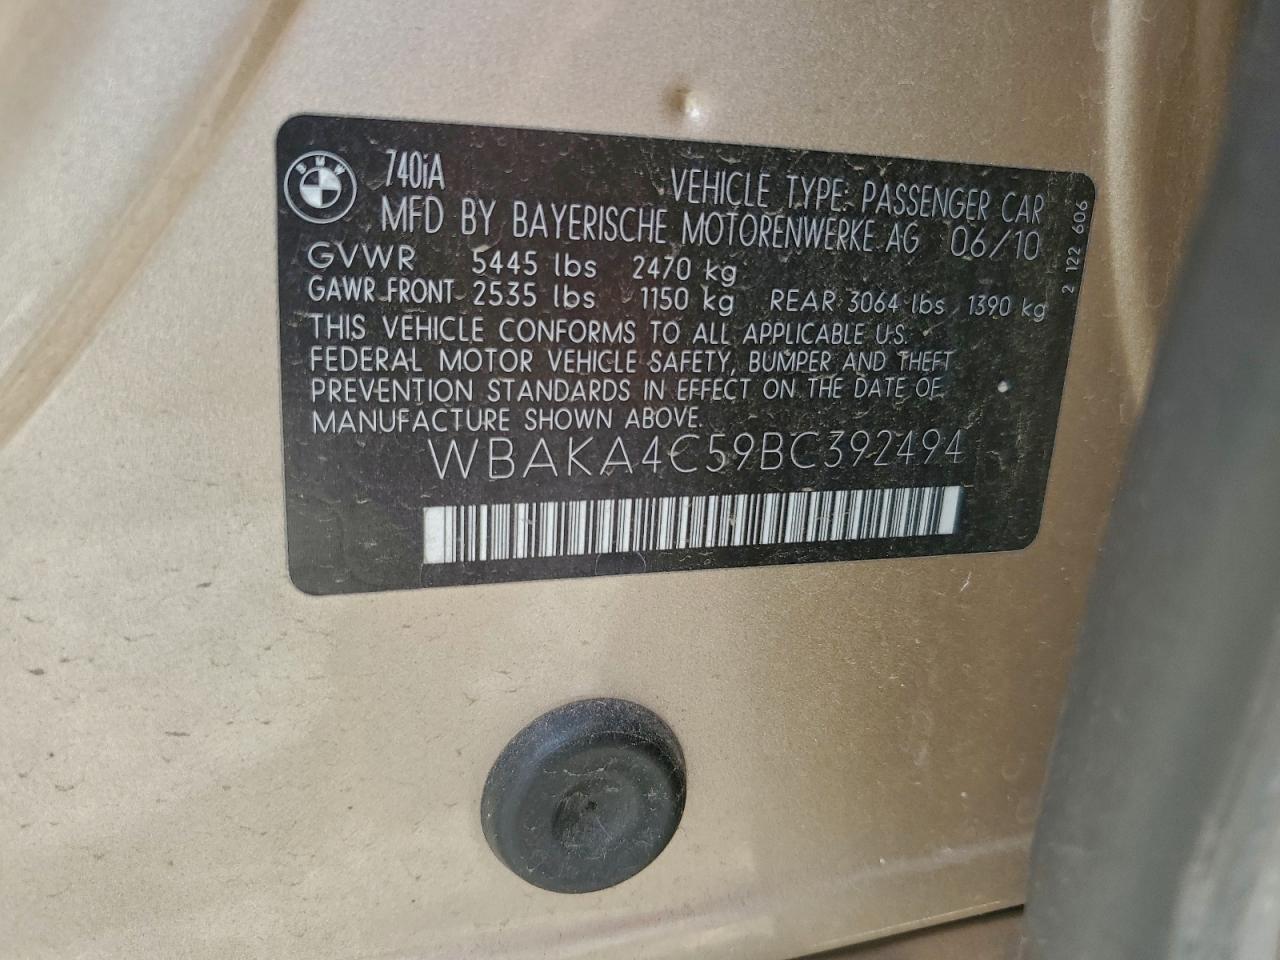 BMW
740iA
VEHICLE TYPE: PASSENGER CAR
MFD BY BAYERISCHE MOTORENWERKE AG 06/10
GVWR 5445 lbs 2470 kg
GAWR FRONT 2535 lbs 1150 kg REAR 3064 lbs 1390 kg
THIS VEHICLE CONFORMS TO ALL APPLICABLE U.S.
FEDERAL MOTOR VEHICLE SAFETY, BUMPER AND THEFT
PREVENTION STANDARDS IN EFFECT ON THE DATE OF
MANUFACTURE SHOWN ABOVE.
WBAKA4C59BC392494
2 122 606